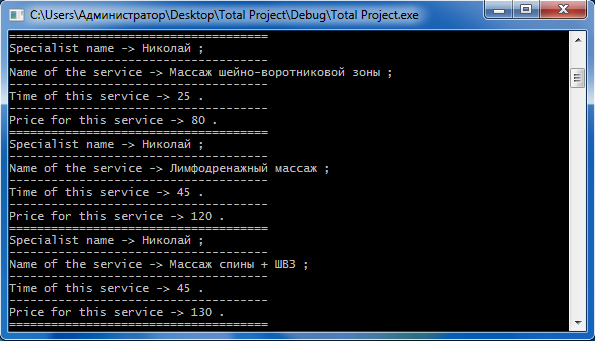 C:\Users\Администратор\Desktop\Total Project\Debug\Total Project.exe
=====================================
Specialist name -> Николай ;
-------------------------------------
Name of the service -> Массаж шейно-воротниковой зоны ;
-------------------------------------
Time of this service -> 25 .
-------------------------------------
Price for this service -> 80 .
=====================================
Specialist name -> Николай ;
-------------------------------------
Name of the service -> Лимфодренажный массаж ;
-------------------------------------
Time of this service -> 45 .
-------------------------------------
Price for this service -> 120 .
=====================================
Specialist name -> Николай ;
-------------------------------------
Name of the service -> Массаж спины + ШВЗ ;
-------------------------------------
Time of this service -> 45 .
-------------------------------------
Price for this service -> 130 .
=====================================